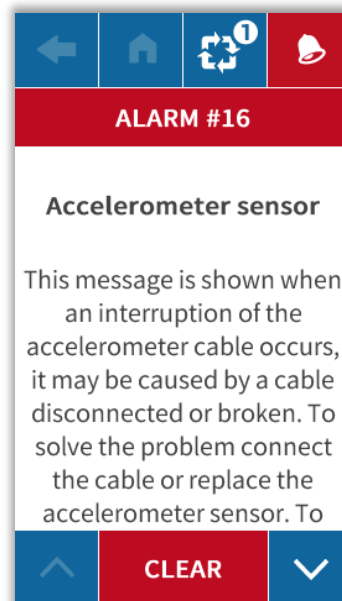 1
ALARM #16
Accelerometer sensor
This message is shown when
an interruption of the
accelerometer cable occurs,
it may be caused by a cable
disconnected or broken. To
solve the problem connect
the cable or replace the
accelerometer sensor. To
CLEAR